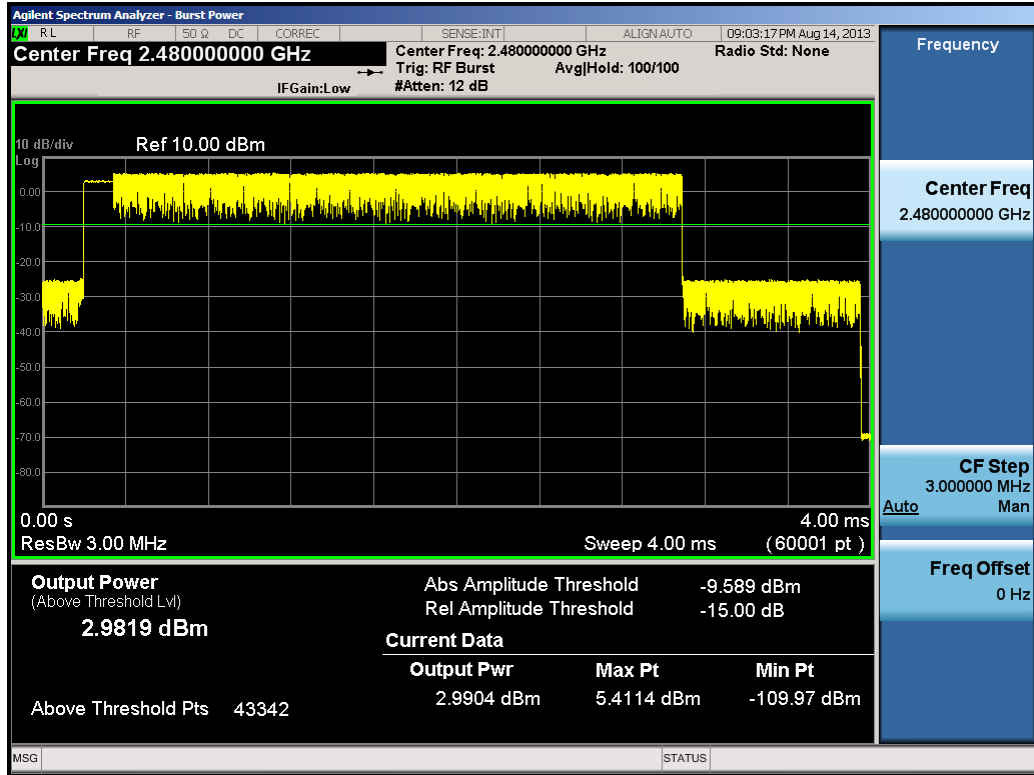 Agilent Spectrum Analyzer - Burst Power
LXI RL RF 50 Ω DC CORREC SENSE:INT ALIGN AUTO 09:03:17 PM Aug 14, 2013
Center Freq 2.480000000 GHz
Center Freq: 2.480000000 GHz Radio Std: None
Trig: RF Burst Avg|Hold: 100/100
IFGain:Low #Atten: 12 dB
10 dB/div Ref 10.00 dBm
Log
0.00
-10.0
-20.0
-30.0
-40.0
-50.0
-60.0
-70.0
-80.0
0.00 s 4.00 ms
ResBw 3.00 MHz Sweep 4.00 ms (60001 pt )
Output Power
(Above Threshold Lvl)
2.9819 dBm
Above Threshold Pts 43342
Abs Amplitude Threshold -9.589 dBm
Rel Amplitude Threshold -15.00 dB
Current Data
Output Pwr Max Pt Min Pt
2.9904 dBm 5.4114 dBm -109.97 dBm
Frequency
Center Freq
2.480000000 GHz
CF Step
3.000000 MHz
Auto Man
Freq Offset
0 Hz
MSG STATUS